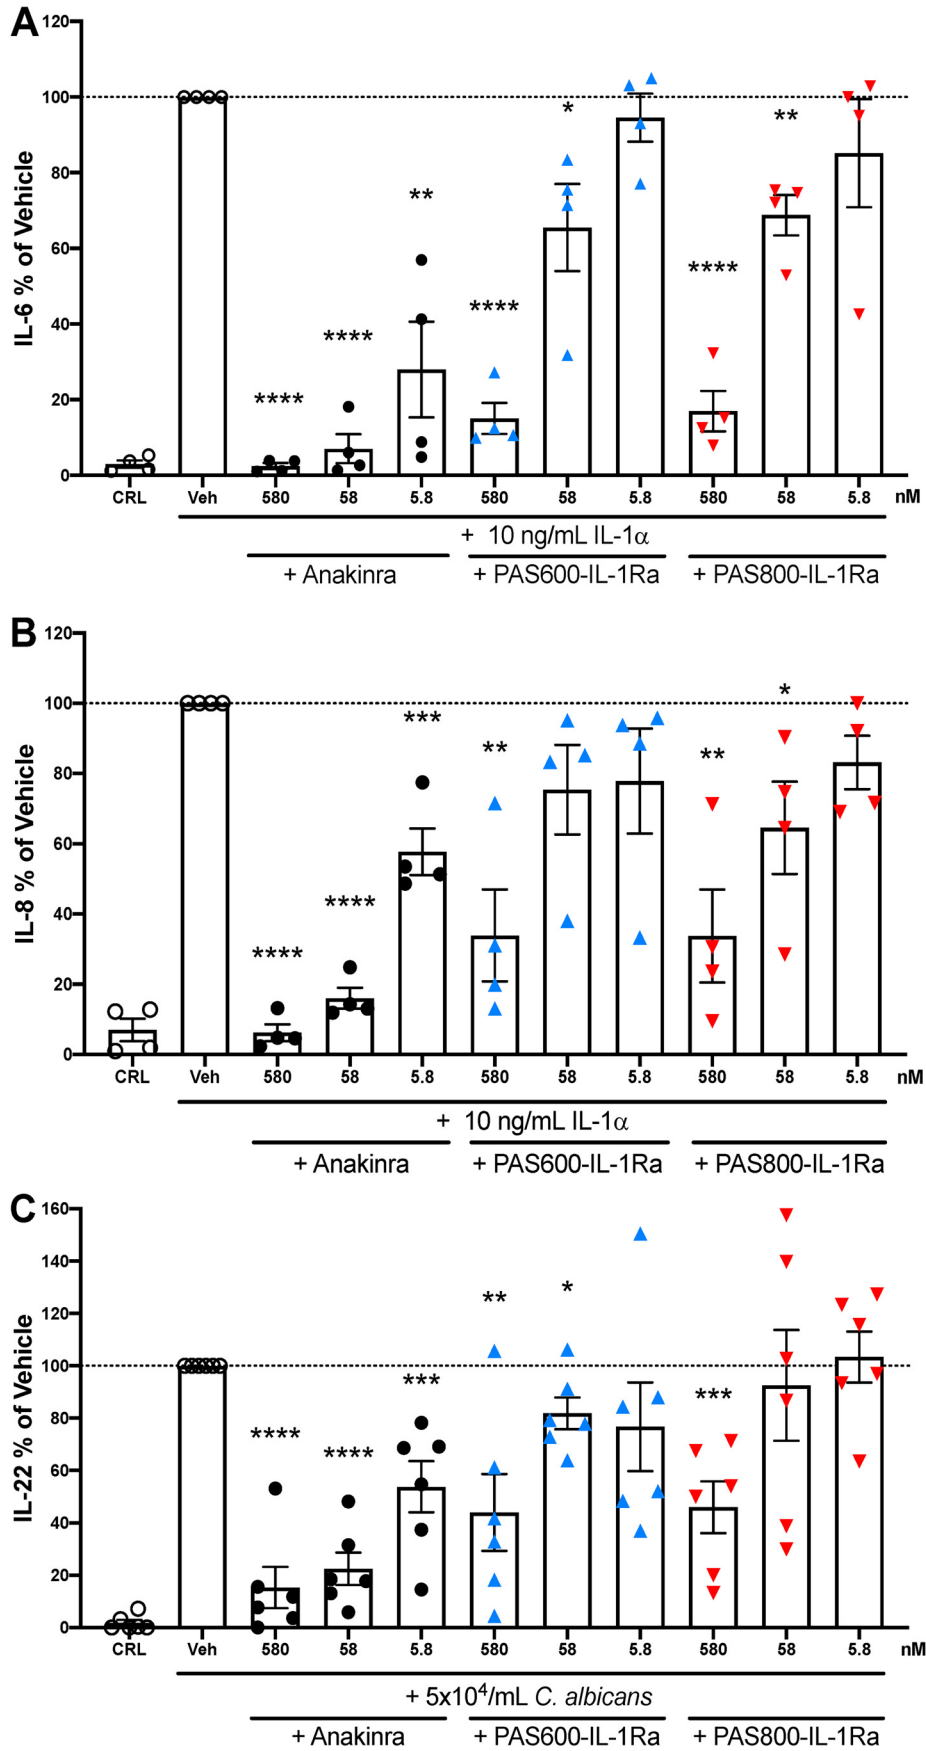 A
120
100
80
60
40
20
0
IL-6 % of Vehicle
*
**
**
****
****
****
****
CRL Veh 580 58 5.8 580 58 5.8 580 58 5.8 nM
+ 10 ng/mL IL-1α
+ Anakinra + PAS600-IL-1Ra + PAS800-IL-1Ra
B
120
100
80
60
40
20
0
IL-8 % of Vehicle
*
***
**
**
****
****
CRL Veh 580 58 5.8 580 58 5.8 580 58 5.8 nM
+ 10 ng/mL IL-1α
+ Anakinra + PAS600-IL-1Ra + PAS800-IL-1Ra
C
160
140
120
100
80
60
40
20
0
IL-22 % of Vehicle
** *
*** ***
****
****
CRL Veh 580 58 5.8 580 58 5.8 580 58 5.8 nM
+ 5x10⁴/mL C. albicans
+ Anakinra + PAS600-IL-1Ra + PAS800-IL-1Ra